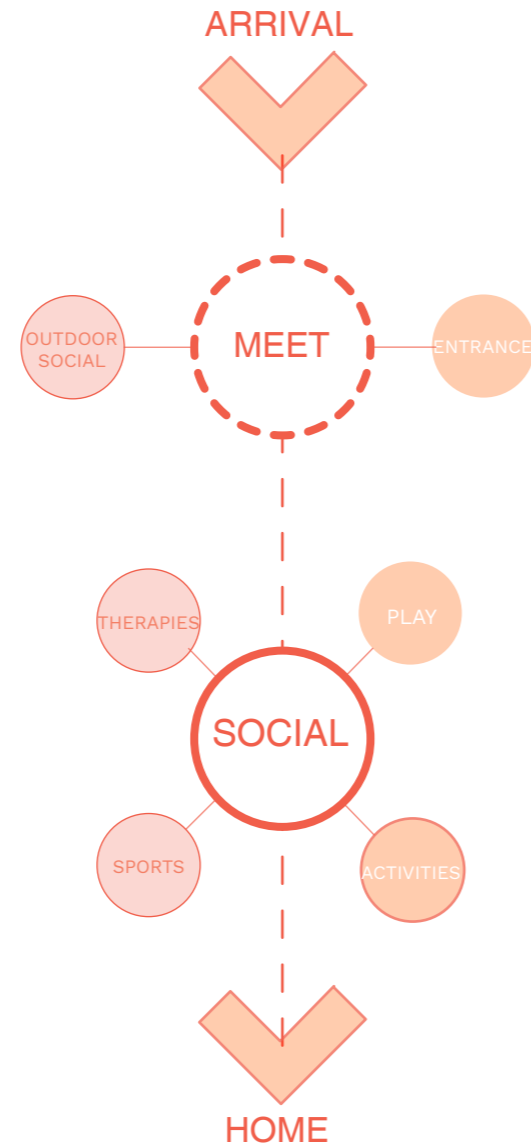 ARRIVAL
OUTDOOR
SOCIAL
MEET
ENTRANCE
THERAPIES
PLAY
SOCIAL
SPORTS
ACTIVITIES
HOME